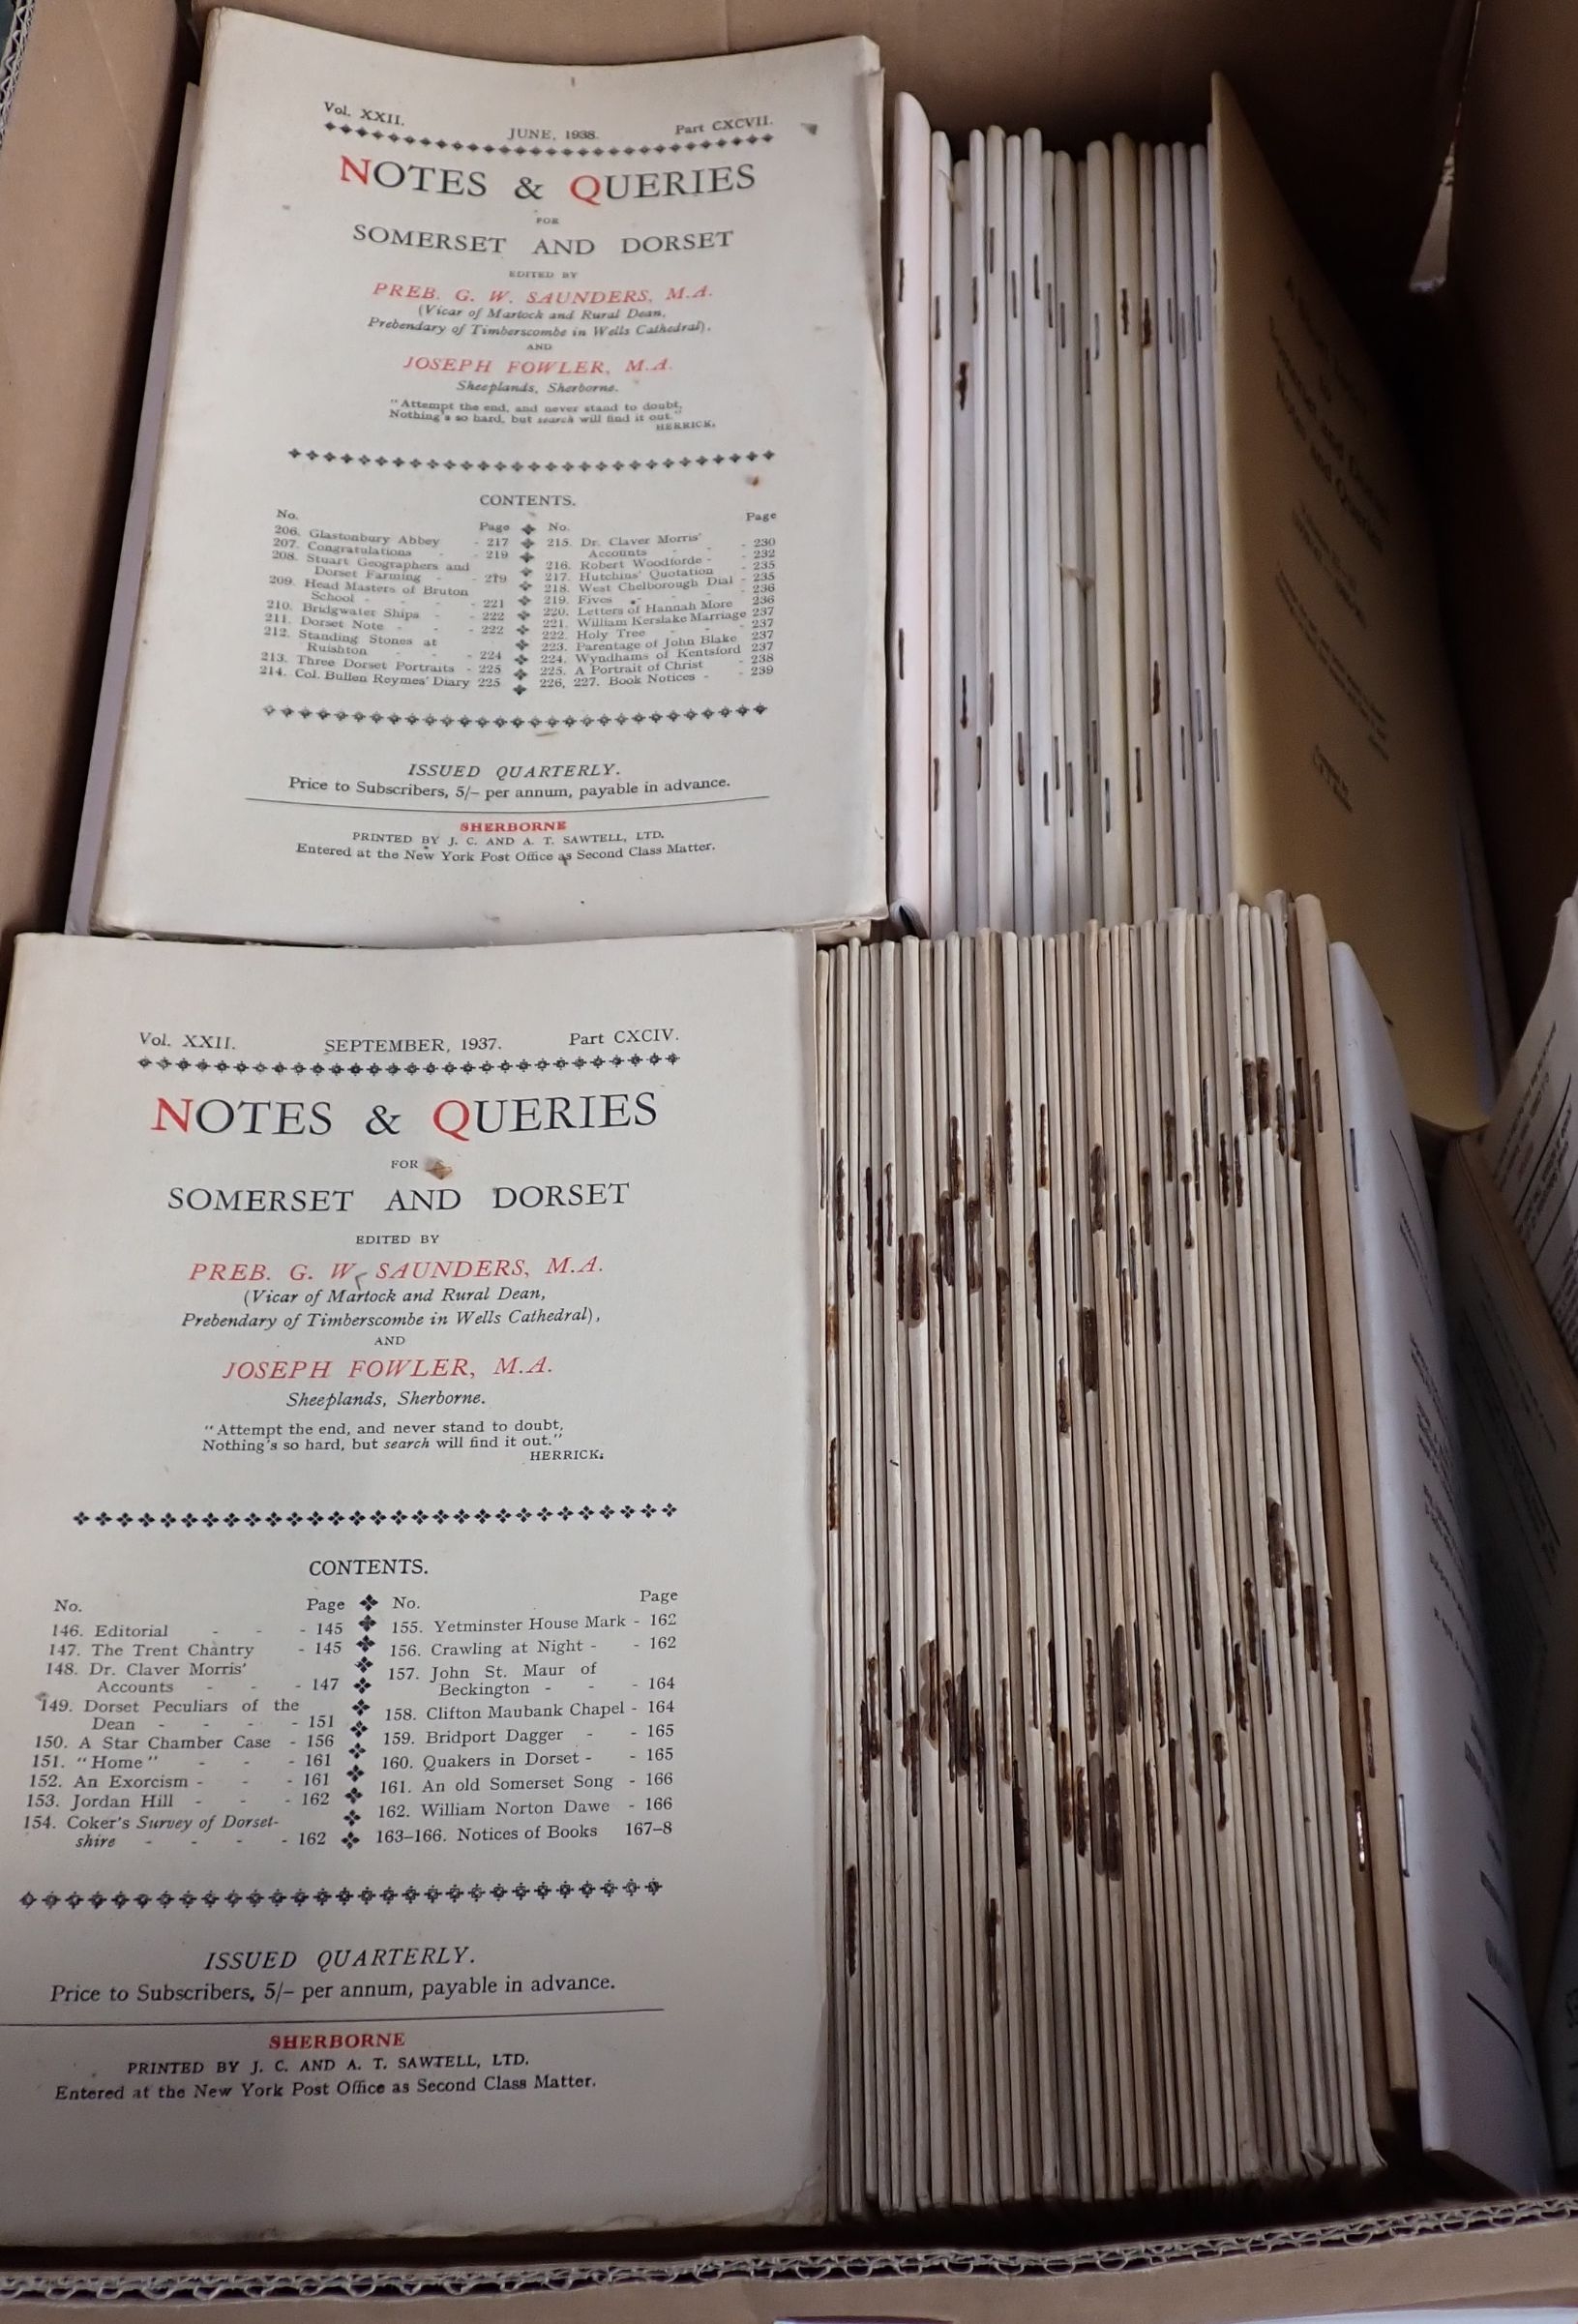 Vol. XXII. JUNE, 1938. Part CXCVII.
NOTES & QUERIES
FOR
SOMERSET AND DORSET
EDITED BY
PREB. G. W. SAUNDERS, M.A.
(Vicar of Martock and Rural Dean,
Prebendary of Timberscombe in Wells Cathedral),
AND
JOSEPH FOWLER, M.A.
Sheeplands, Sherborne.
"Attempt the end, and never stand to doubt,
Nothing's so hard, but search will find it out."
HERRICK.
CONTENTS.
No. Page
206. Glastonbury Abbey - 217
207. Congratulations - 219
208. Stuart Geographers and
Dorset Farming - - 219
209. Head Masters of Bruton
School - - - 221
210. Bridgwater Ships - - 222
211. Dorset Note - - - 222
212. Standing Stones at
Ruishton - - - 224
213. Three Dorset Portraits - 225
214. Col. Bullen Reymes' Diary 225
No. Page
215. Dr. Claver Morris'
Accounts - - 230
216. Robert Woodforde - - 232
217. Hutchins' Quotation - 235
218. West Chelborough Dial - 235
219. Fives - - - 236
220. Letters of Hannah More 236
221. William Kerslake Marriage 237
222. Holy Tree - - 237
223. Parentage of John Blake 237
224. Wyndhams of Kentsford 237
225. A Portrait of Christ - 238
226, 227. Book Notices - - 239
ISSUED QUARTERLY.
Price to Subscribers, 5/- per annum, payable in advance.
SHERBORNE
PRINTED BY J. C. AND A. T. SAWTELL, LTD.
Entered at the New York Post Office as Second Class Matter.
Vol. XXII. SEPTEMBER, 1937. Part CXCIV.
NOTES & QUERIES
FOR
SOMERSET AND DORSET
EDITED BY
PREB. G. W. SAUNDERS, M.A.
(Vicar of Martock and Rural Dean,
Prebendary of Timberscombe in Wells Cathedral),
AND
JOSEPH FOWLER, M.A.
Sheeplands, Sherborne.
"Attempt the end, and never stand to doubt,
Nothing's so hard, but search will find it out."
HERRICK.
CONTENTS.
No. Page
146. Editorial - - - 145
147. The Trent Chantry - 145
148. Dr. Claver Morris'
Accounts - - - 147
149. Dorset Peculiars of the
Dean - - - - 151
150. A Star Chamber Case - 156
151. "Home" - - - 161
152. An Exorcism - - - 161
153. Jordan Hill - - - 162
154. Coker's Survey of Dorset-
shire - - - - 162
No. Page
155. Yetminster House Mark - 162
156. Crawling at Night - - 162
157. John St. Maur of
Beckington - - - 164
158. Clifton Maubank Chapel - 164
159. Bridport Dagger - - 165
160. Quakers in Dorset - - 165
161. An old Somerset Song - 166
162. William Norton Dawe - 166
163-166. Notices of Books 167-8
ISSUED QUARTERLY.
Price to Subscribers, 5/- per annum, payable in advance.
SHERBORNE
PRINTED BY J. C. AND A. T. SAWTELL, LTD.
Entered at the New York Post Office as Second Class Matter.